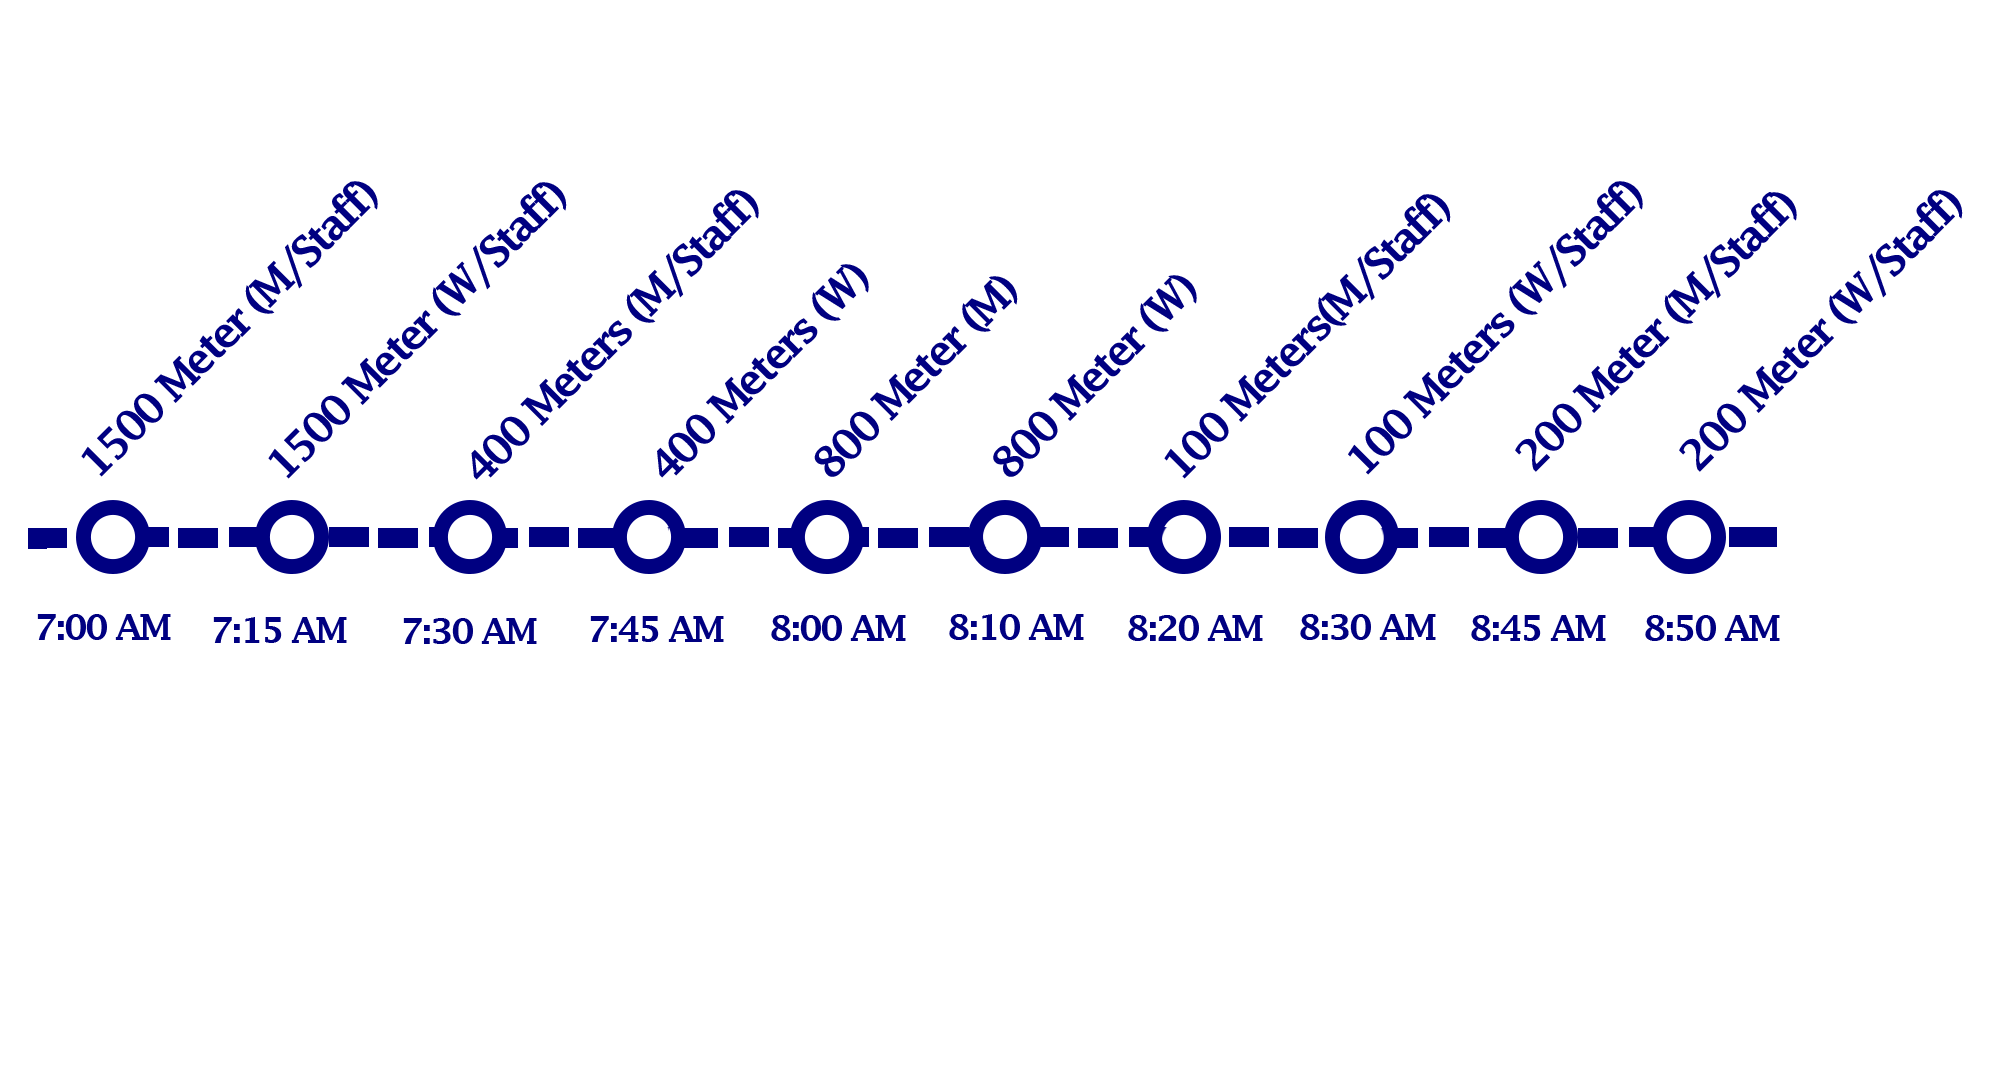 1500 Meter (M/Staff)
1500 Meter (W/Staff)
400 Meters (M/Staff)
400 Meters (W)
800 Meter (M)
800 Meter (W)
100 Meters(M/Staff)
100 Meters (W/Staff)
200 Meter (M/Staff)
200 Meter (W/Staff)
7:00 AM
7:15 AM
7:30 AM
7:45 AM
8:00 AM
8:10 AM
8:20 AM
8:30 AM
8:45 AM
8:50 AM